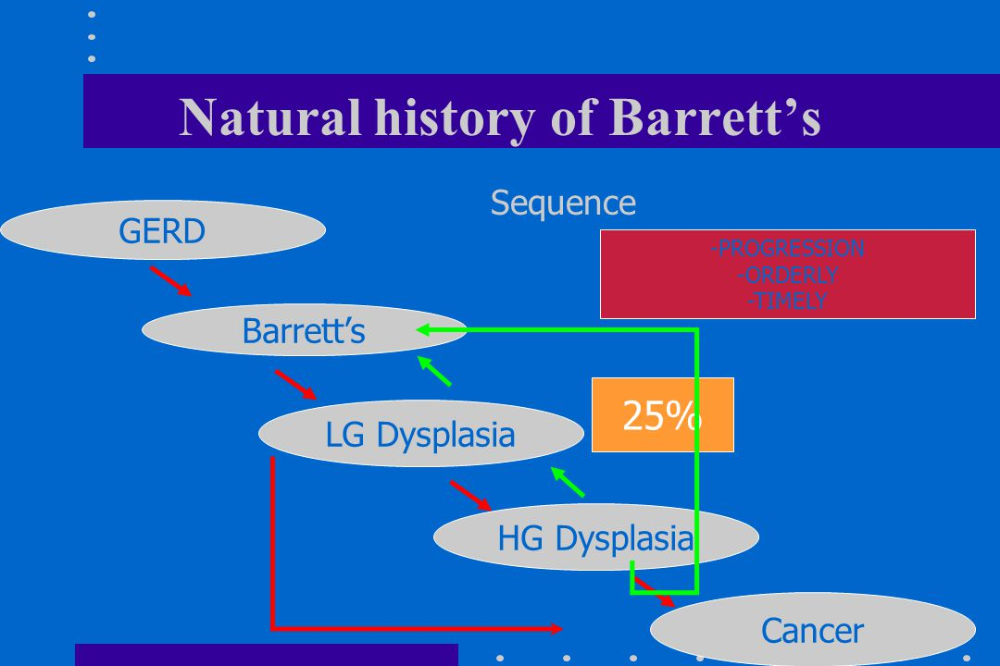 Natural history of Barrett’s
Sequence
GERD
-PROGRESSION
-ORDERLY
-TIMELY
Barrett’s
25%
LG Dysplasia
HG Dysplasia
Cancer